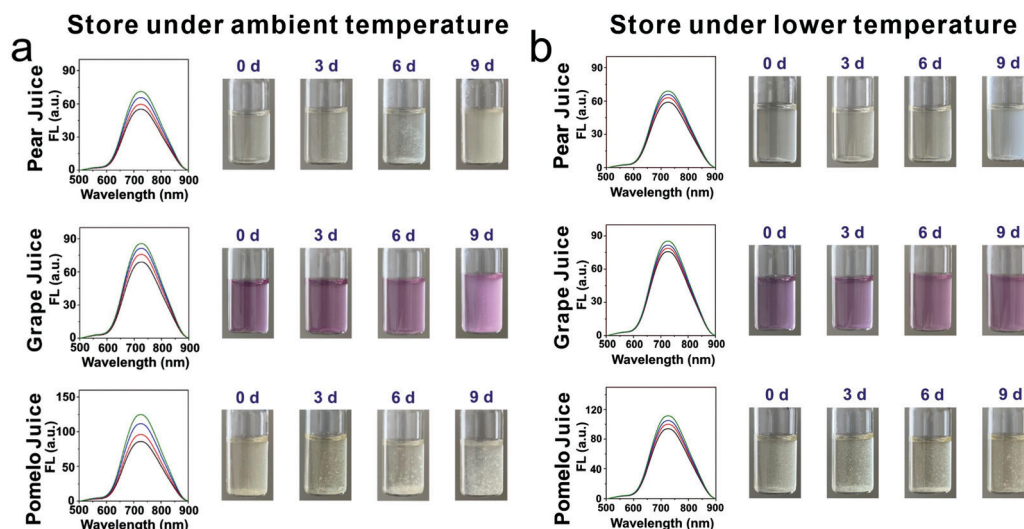 Store under ambient temperature
Store under lower temperature
a
Pear Juice
FL (a.u.)
90
60
30
0
500 600 700 800 900
Wavelength (nm)
0 d 3 d 6 d 9 d
Grape Juice
FL (a.u.)
90
60
30
0
500 600 700 800 900
Wavelength (nm)
0 d 3 d 6 d 9 d
Pomelo Juice
FL (a.u.)
150
100
50
0
500 600 700 800 900
Wavelength (nm)
0 d 3 d 6 d 9 d
b
Pear Juice
FL (a.u.)
90
60
30
0
500 600 700 800 900
Wavelength (nm)
0 d 3 d 6 d 9 d
Grape Juice
FL (a.u.)
90
60
30
0
500 600 700 800 900
Wavelength (nm)
0 d 3 d 6 d 9 d
Pomelo Juice
FL (a.u.)
120
80
40
0
500 600 700 800 900
Wavelength (nm)
0 d 3 d 6 d 9 d